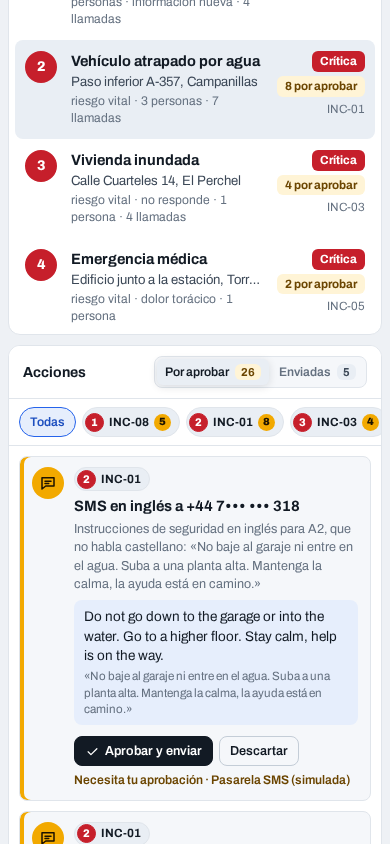 personas · información nueva · 4
llamadas
2
Vehículo atrapado por agua
Crítica
Paso inferior A-357, Campanillas
8 por aprobar
riesgo vital · 3 personas · 7
llamadas
INC-01
3
Vivienda inundada
Crítica
Calle Cuarteles 14, El Perchel
4 por aprobar
riesgo vital · no responde · 1
persona · 4 llamadas
INC-03
4
Emergencia médica
Crítica
Edificio junto a la estación, Torr...
2 por aprobar
riesgo vital · dolor torácico · 1
persona
INC-05
Acciones
Por aprobar 26
Enviadas 5
Todas
1 INC-08 5
2 INC-01 8
3 INC-03 4
2 INC-01
SMS en inglés a +44 7•• ••• 318
Instrucciones de seguridad en inglés para A2, que
no habla castellano: «No baje al garaje ni entre en
el agua. Suba a una planta alta. Mantenga la
calma, la ayuda está en camino.»
Do not go down to the garage or into the
water. Go to a higher floor. Stay calm, help
is on the way.
«No baje al garaje ni entre en el agua. Suba a una
planta alta. Mantenga la calma, la ayuda está en
camino.»
Aprobar y enviar
Descartar
Necesita tu aprobación · Pasarela SMS (simulada)
2 INC-01